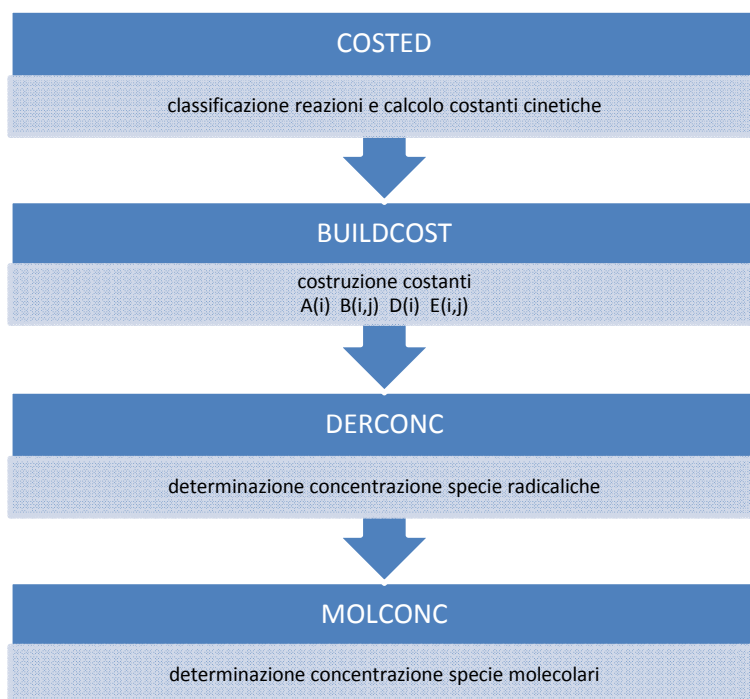 COSTED
classificazione reazioni e calcolo costanti cinetiche
BUILDCOST
costruzione costanti
A(i) B(i,j) D(i) E(i,j)
DERCONC
determinazione concentrazione specie radicaliche
MOLCONC
determinazione concentrazione specie molecolari